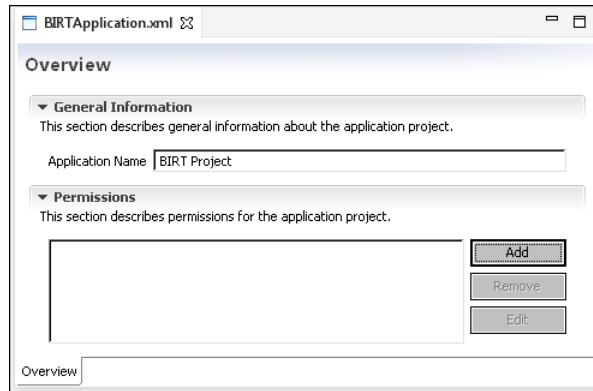 BIRTApplication.xml
Overview
General Information
This section describes general information about the application project.
Application Name BIRT Project
Permissions
This section describes permissions for the application project.
Add
Remove
Edit
Overview